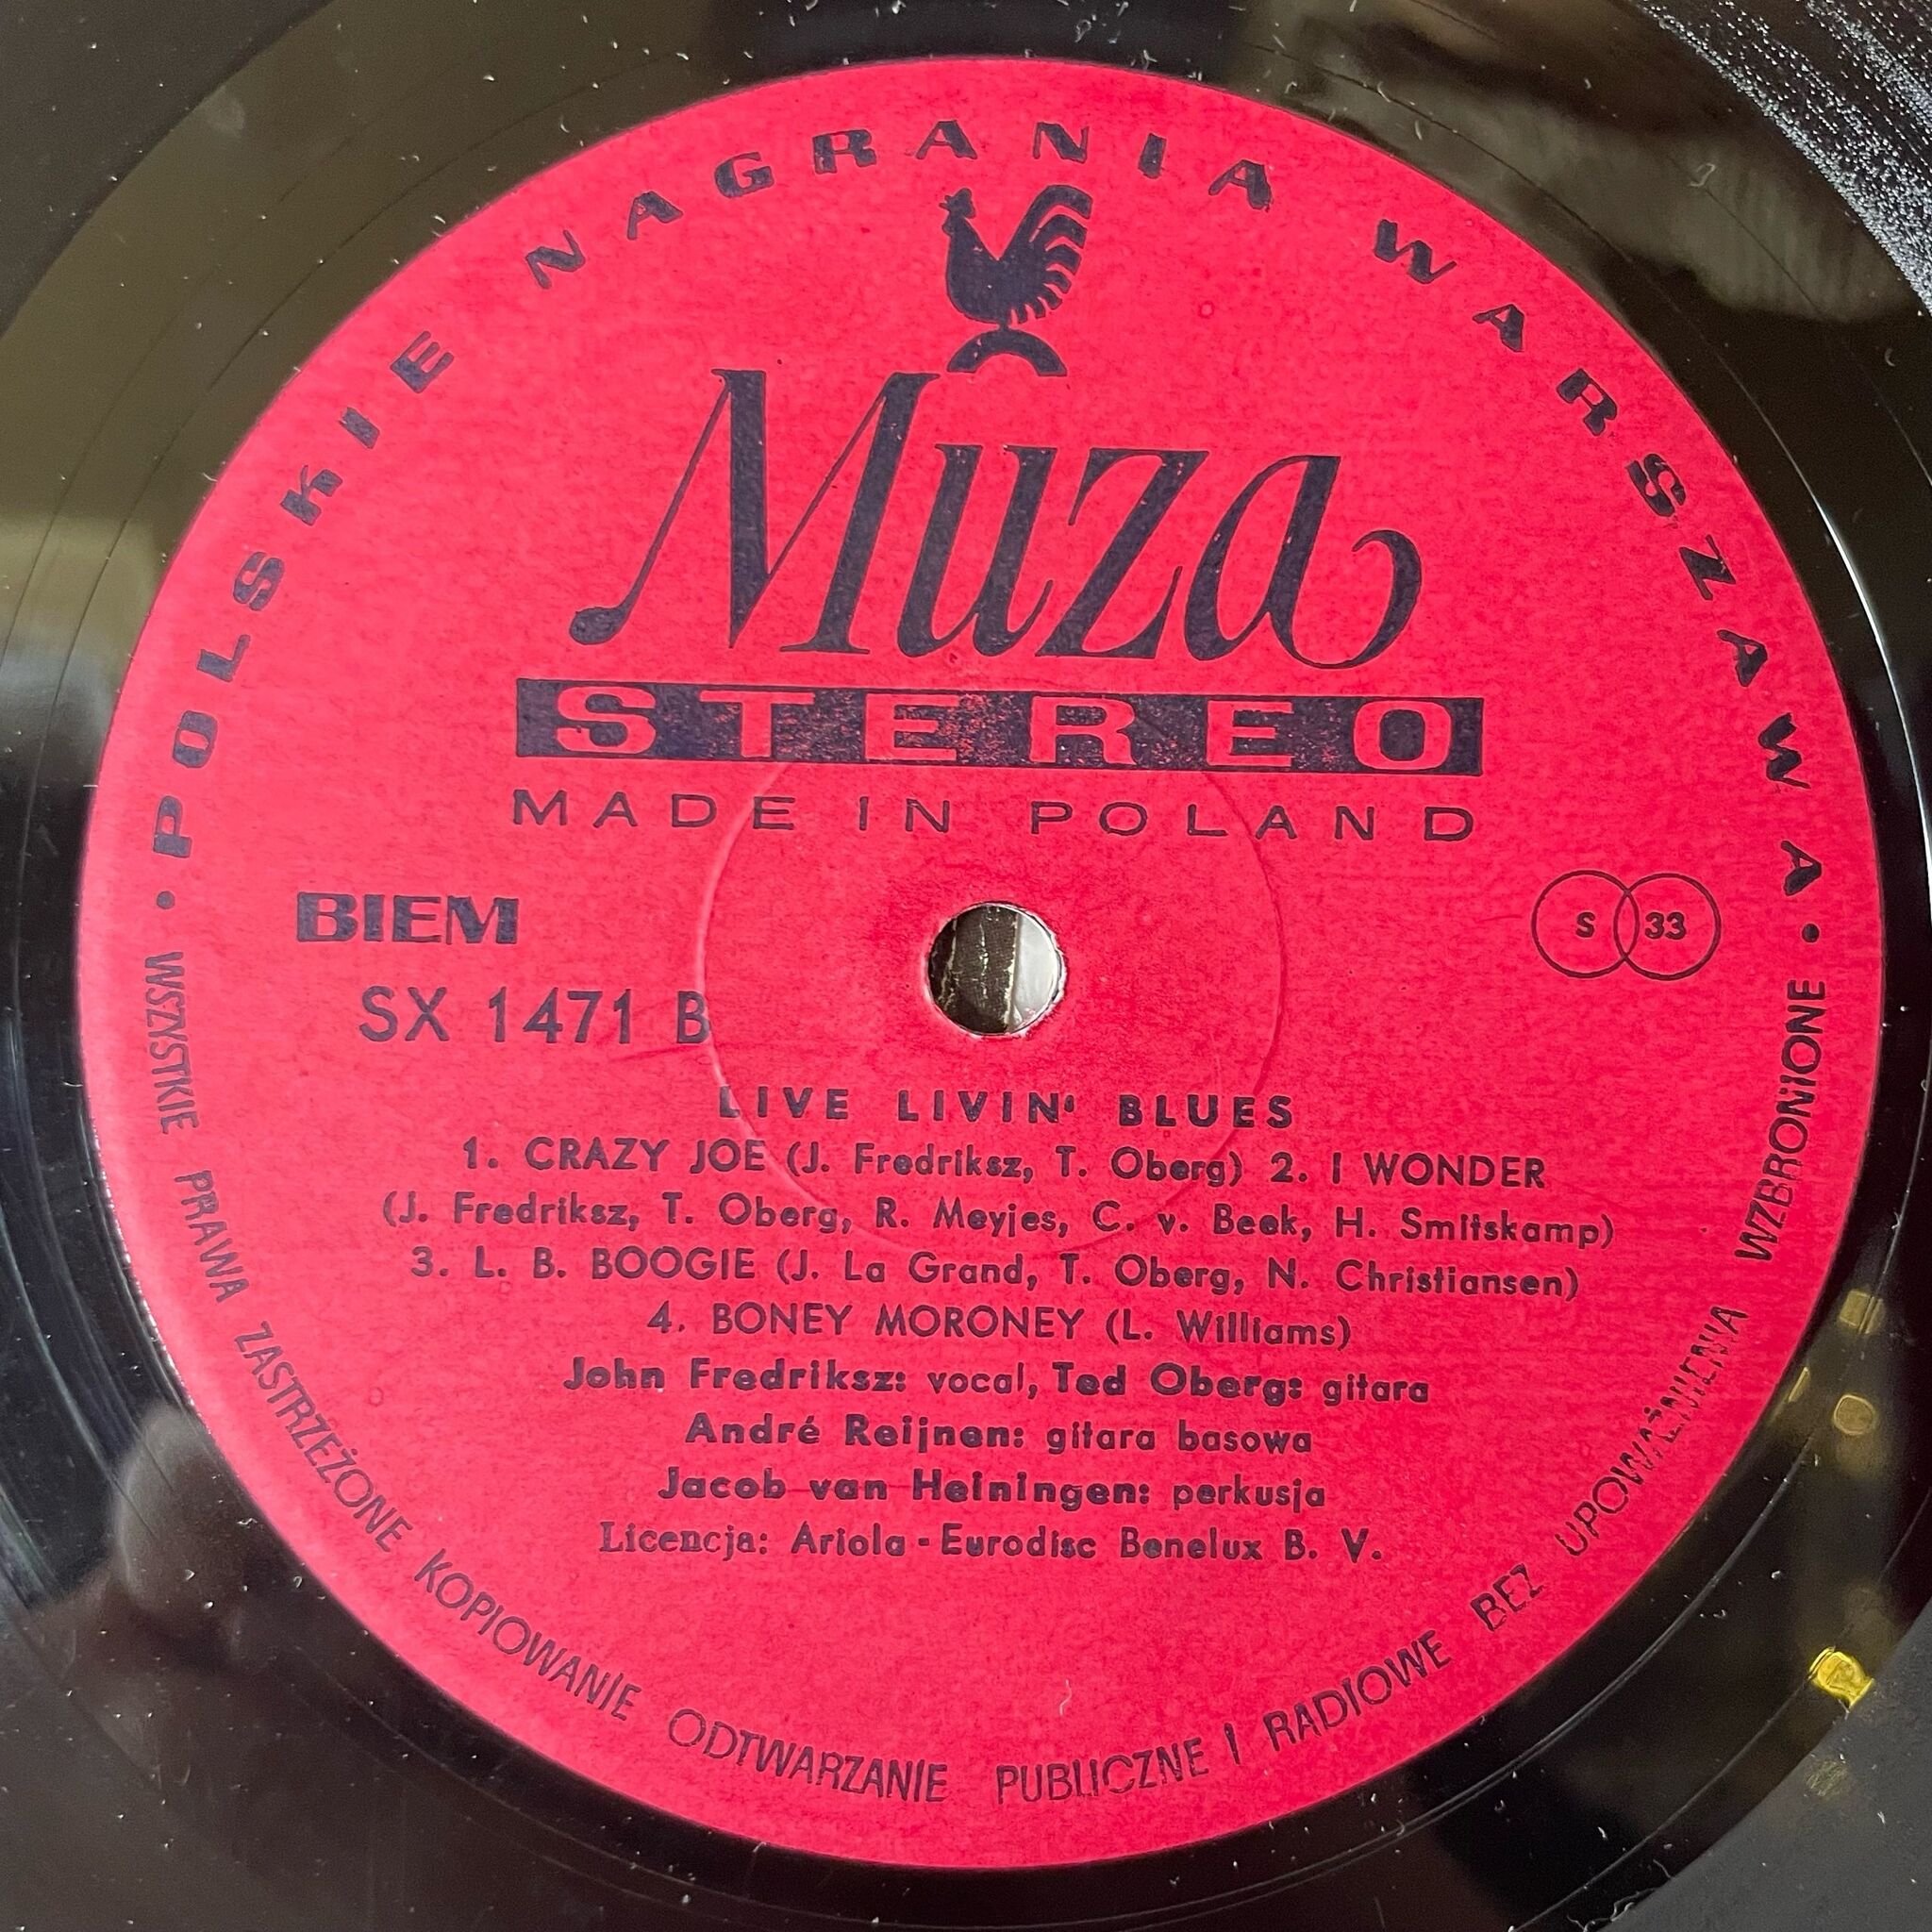 POLSKIE NAGRANIA WARSZAWA
Muza
STEREO
MADE IN POLAND
BIEM
S 33
SX 1471 B
LIVE LIVIN' BLUES
1. CRAZY JOE (J. Fredriksz, T. Oberg) 2. I WONDER
(J. Fredriksz, T. Oberg, R. Meyjes, C. v. Beek, H. Smitskamp)
3. L. B. BOOGIE (J. La Grand, T. Oberg, N. Christiansen)
4. BONEY MORONEY (L. Williams)
John Fredriksz: vocal, Ted Oberg: gitara
André Reijnen: gitara basowa
Jacob van Heiningen: perkusja
Licencja: Ariola - Eurodisc Benelux B. V.
• WSZYSTKIE PRAWA ZASTRZEŻONE KOPIOWANIE ODTWARZANIE PUBLICZNE I RADIOWE BEZ UPOWAŻNIENIA WZBRONIONE •